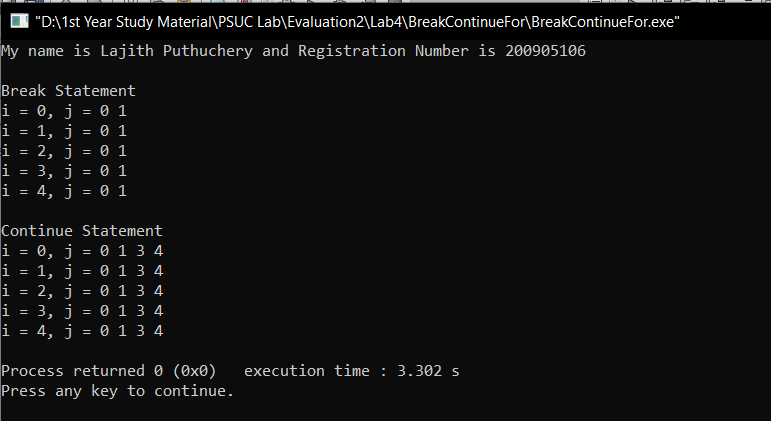 "D:\1st Year Study Material\PSUC Lab\Evaluation2\Lab4\BreakContinueFor\BreakContinueFor.exe"
My name is Lajith Puthuchery and Registration Number is 200905106
Break Statement
i = 0, j = 0 1
i = 1, j = 0 1
i = 2, j = 0 1
i = 3, j = 0 1
i = 4, j = 0 1
Continue Statement
i = 0, j = 0 1 3 4
i = 1, j = 0 1 3 4
i = 2, j = 0 1 3 4
i = 3, j = 0 1 3 4
i = 4, j = 0 1 3 4
Process returned 0 (0x0)   execution time : 3.302 s
Press any key to continue.